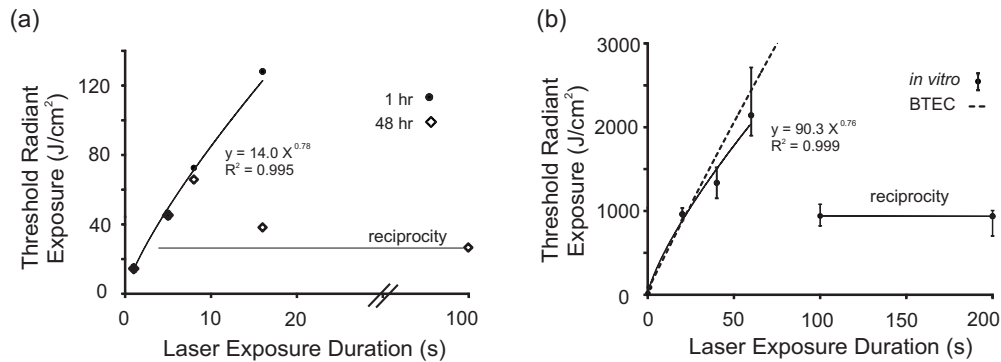 (a)
Threshold Radiant
Exposure (J/cm²)
120
80
40
0
1 hr
48 hr
y = 14.0 X^0.78
R² = 0.995
reciprocity
0
10
20
100
Laser Exposure Duration (s)
(b)
Threshold Radiant
Exposure (J/cm²)
3000
2000
1000
0
in vitro
BTEC
y = 90.3 X^0.76
R² = 0.999
reciprocity
0
50
100
150
200
Laser Exposure Duration (s)